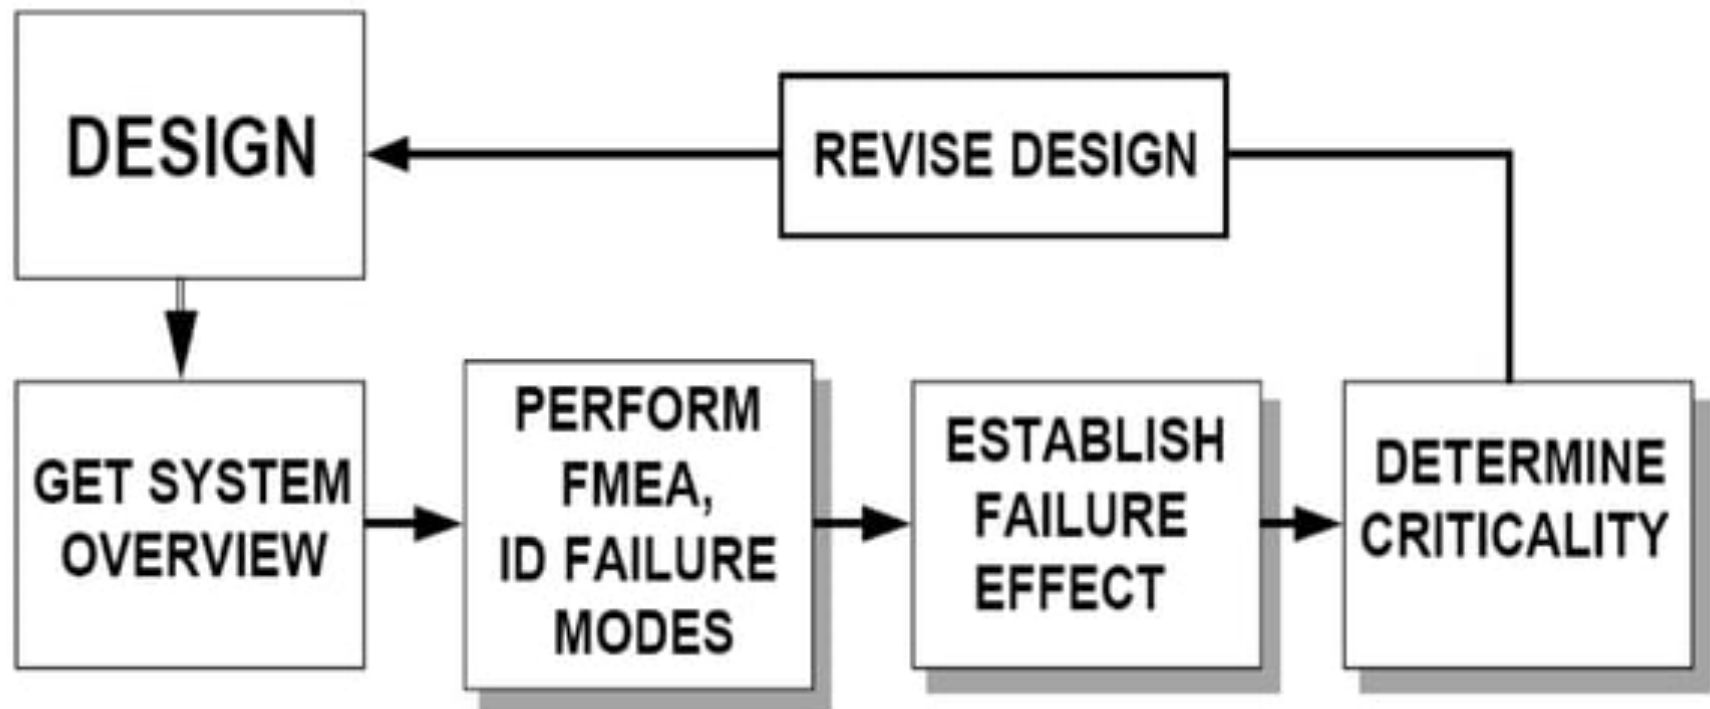 DESIGN
REVISE DESIGN
GET SYSTEM
OVERVIEW
PERFORM
FMEA,
ID FAILURE
MODES
ESTABLISH
FAILURE
EFFECT
DETERMINE
CRITICALITY